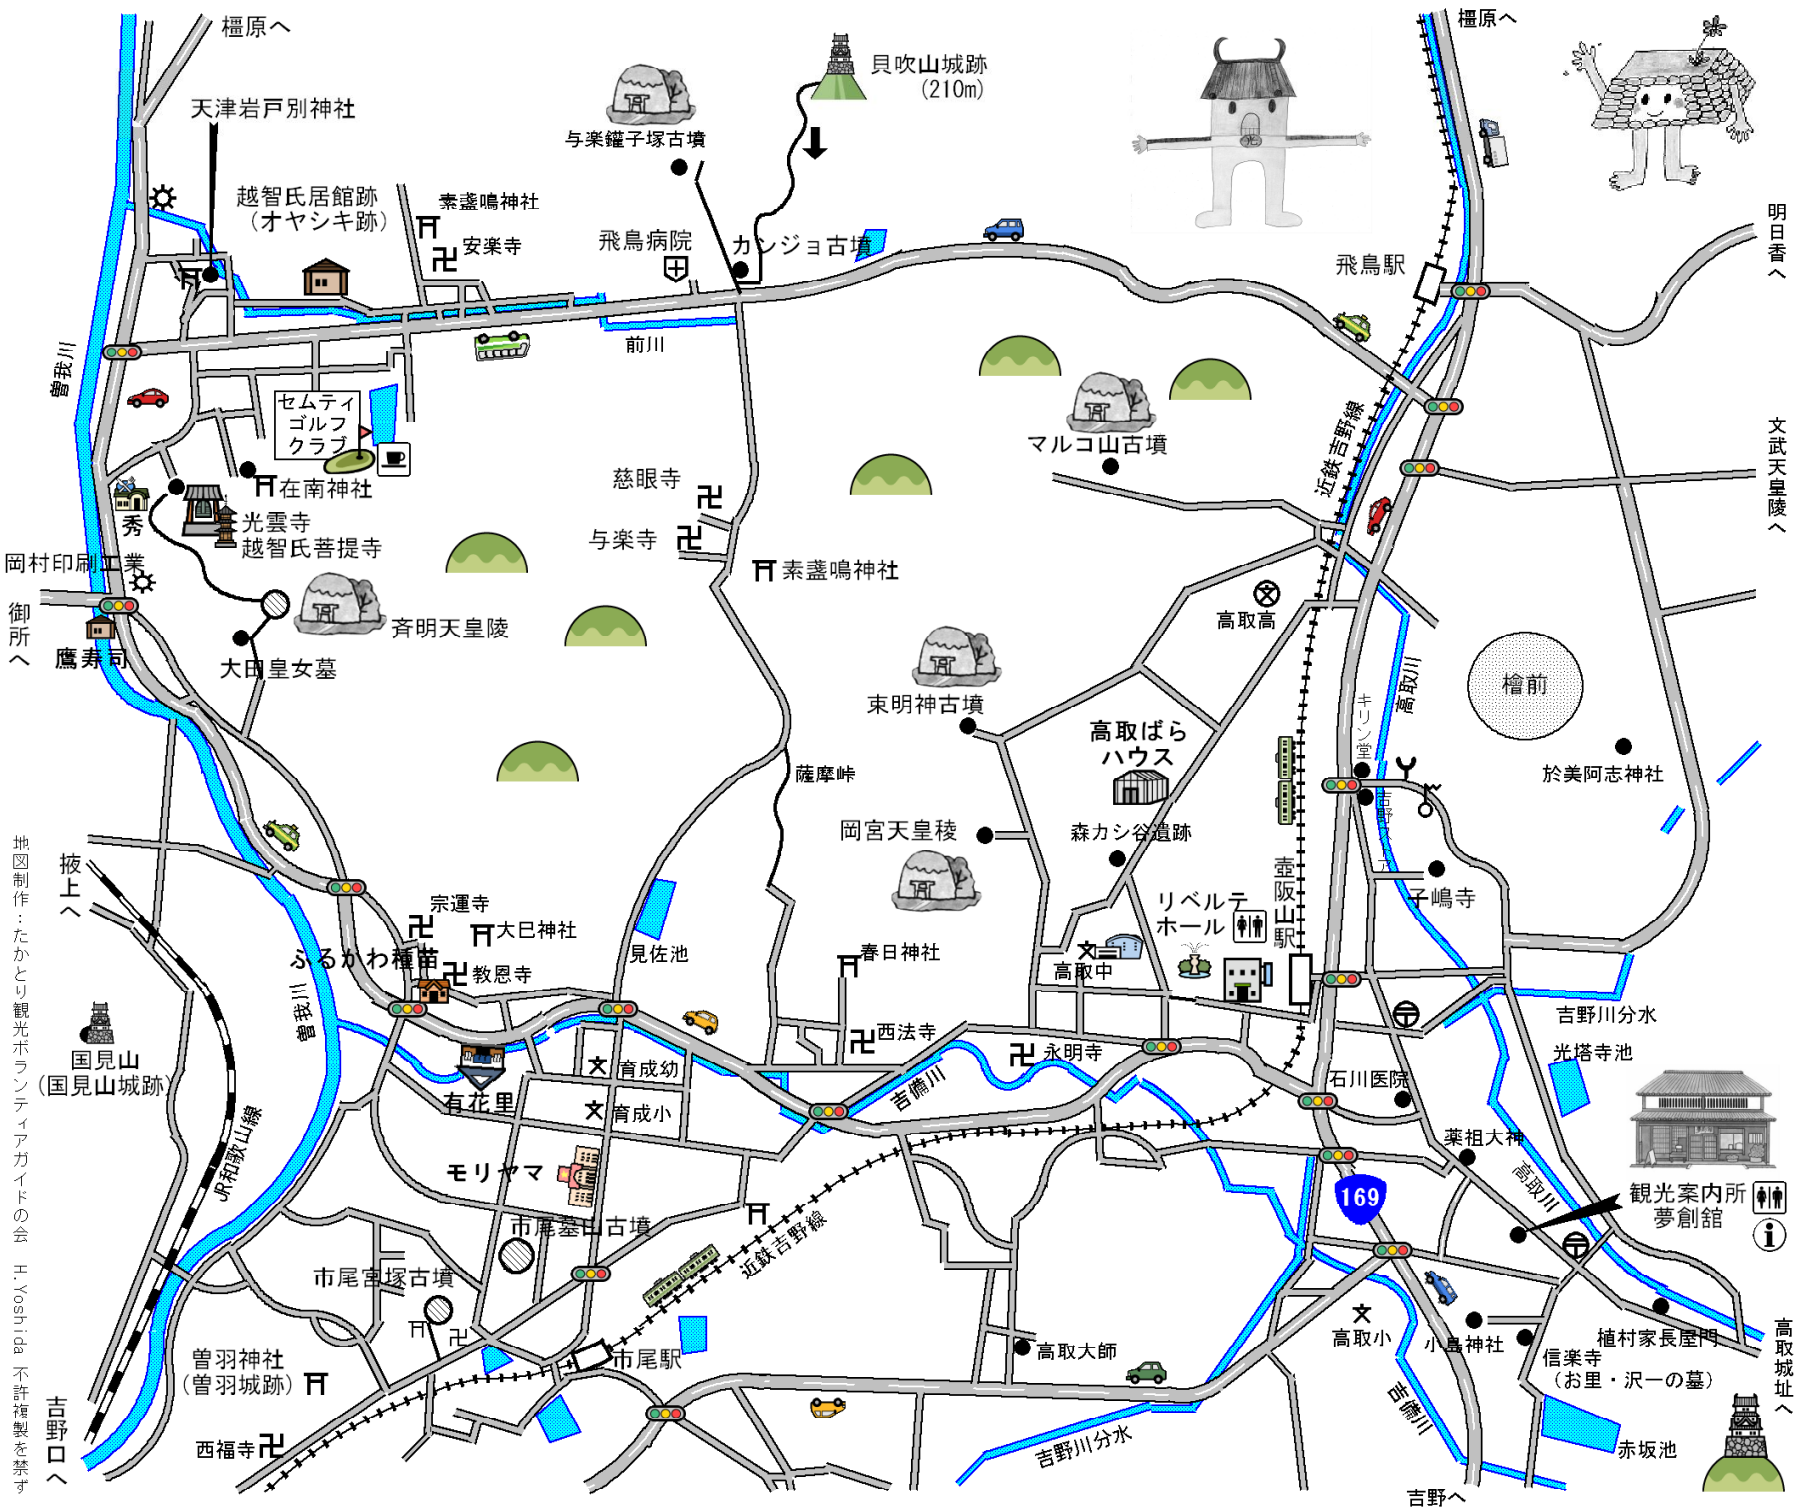 橿原へ
橿原へ
天津岩戸別神社
越智氏居館跡
（オヤシキ跡）
素盞鳴神社
安楽寺
与楽鑵子塚古墳
貝吹山城跡
（210m）
飛鳥病院
カンジョ古墳
飛鳥駅
明日香へ
曽我川
前川
セムティ
ゴルフ
クラブ
在南神社
秀
光雲寺
越智氏菩提寺
岡村印刷工業
御所へ
鷹寿司
斉明天皇陵
大田皇女墓
慈眼寺
与楽寺
素盞鳴神社
マルコ山古墳
近鉄吉野線
文武天皇陵へ
高取高
高取川
檜前
於美阿志神社
束明神古墳
高取ばら
ハウス
キリン堂
薩摩峠
岡宮天皇稜
森カシ谷遺跡
壺阪山駅
リベルテ
ホール
子嶋寺
高取中
掖上へ
宗運寺
大巳神社
ふるかわ種苗
教恩寺
見佐池
春日神社
西法寺
永明寺
吉備川
吉野川分水
光塔寺池
石川医院
国見山
（国見山城跡）
曽我川
有花里
育成幼
育成小
モリヤマ
JR和歌山線
市尾墓山古墳
市尾宮塚古墳
近鉄吉野線
薬祖大神
高取川
169
観光案内所
夢創舘
曽羽神社
（曽羽城跡）
市尾駅
高取大師
高取小
小島神社
植村家長屋門
信楽寺
（お里・沢一の墓）
高取城址へ
吉野口へ
西福寺
吉野川分水
吉備川
赤坂池
吉野へ
地図制作：たかとり観光ボランティアガイドの会 H.Yoshida 不許複製を禁ず